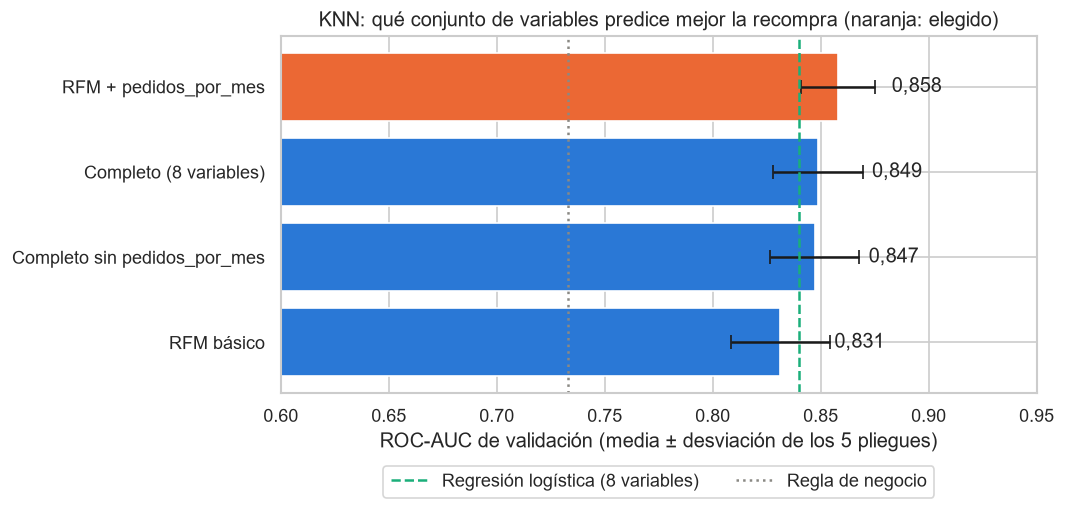 KNN: qué conjunto de variables predice mejor la recompra (naranja: elegido)
RFM + pedidos_por_mes
0,858
Completo (8 variables)
0,849
Completo sin pedidos_por_mes
0,847
RFM básico
0,831
0.60 0.65 0.70 0.75 0.80 0.85 0.90 0.95
ROC-AUC de validación (media ± desviación de los 5 pliegues)
Regresión logística (8 variables) Regla de negocio